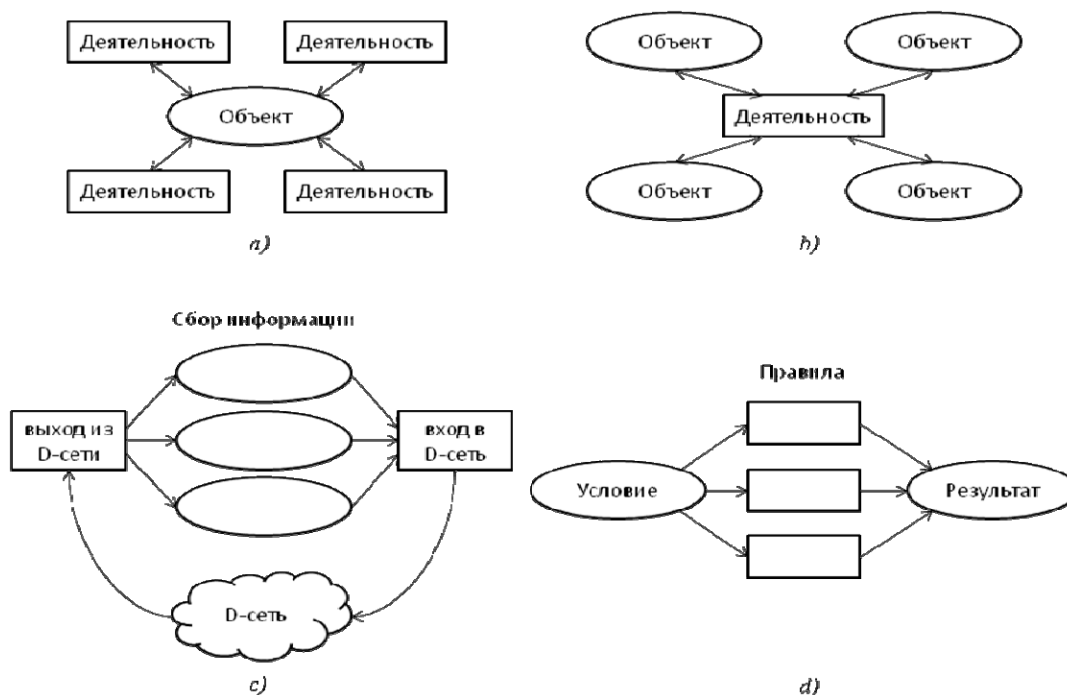 Деятельность
Деятельность
Объект
Деятельность
Деятельность
a)
Объект
Объект
Деятельность
Объект
Объект
b)
Сбор информации
выход из
D-сети
вход в
D-сеть
D-сеть
c)
Правила
Условие
Результат
d)